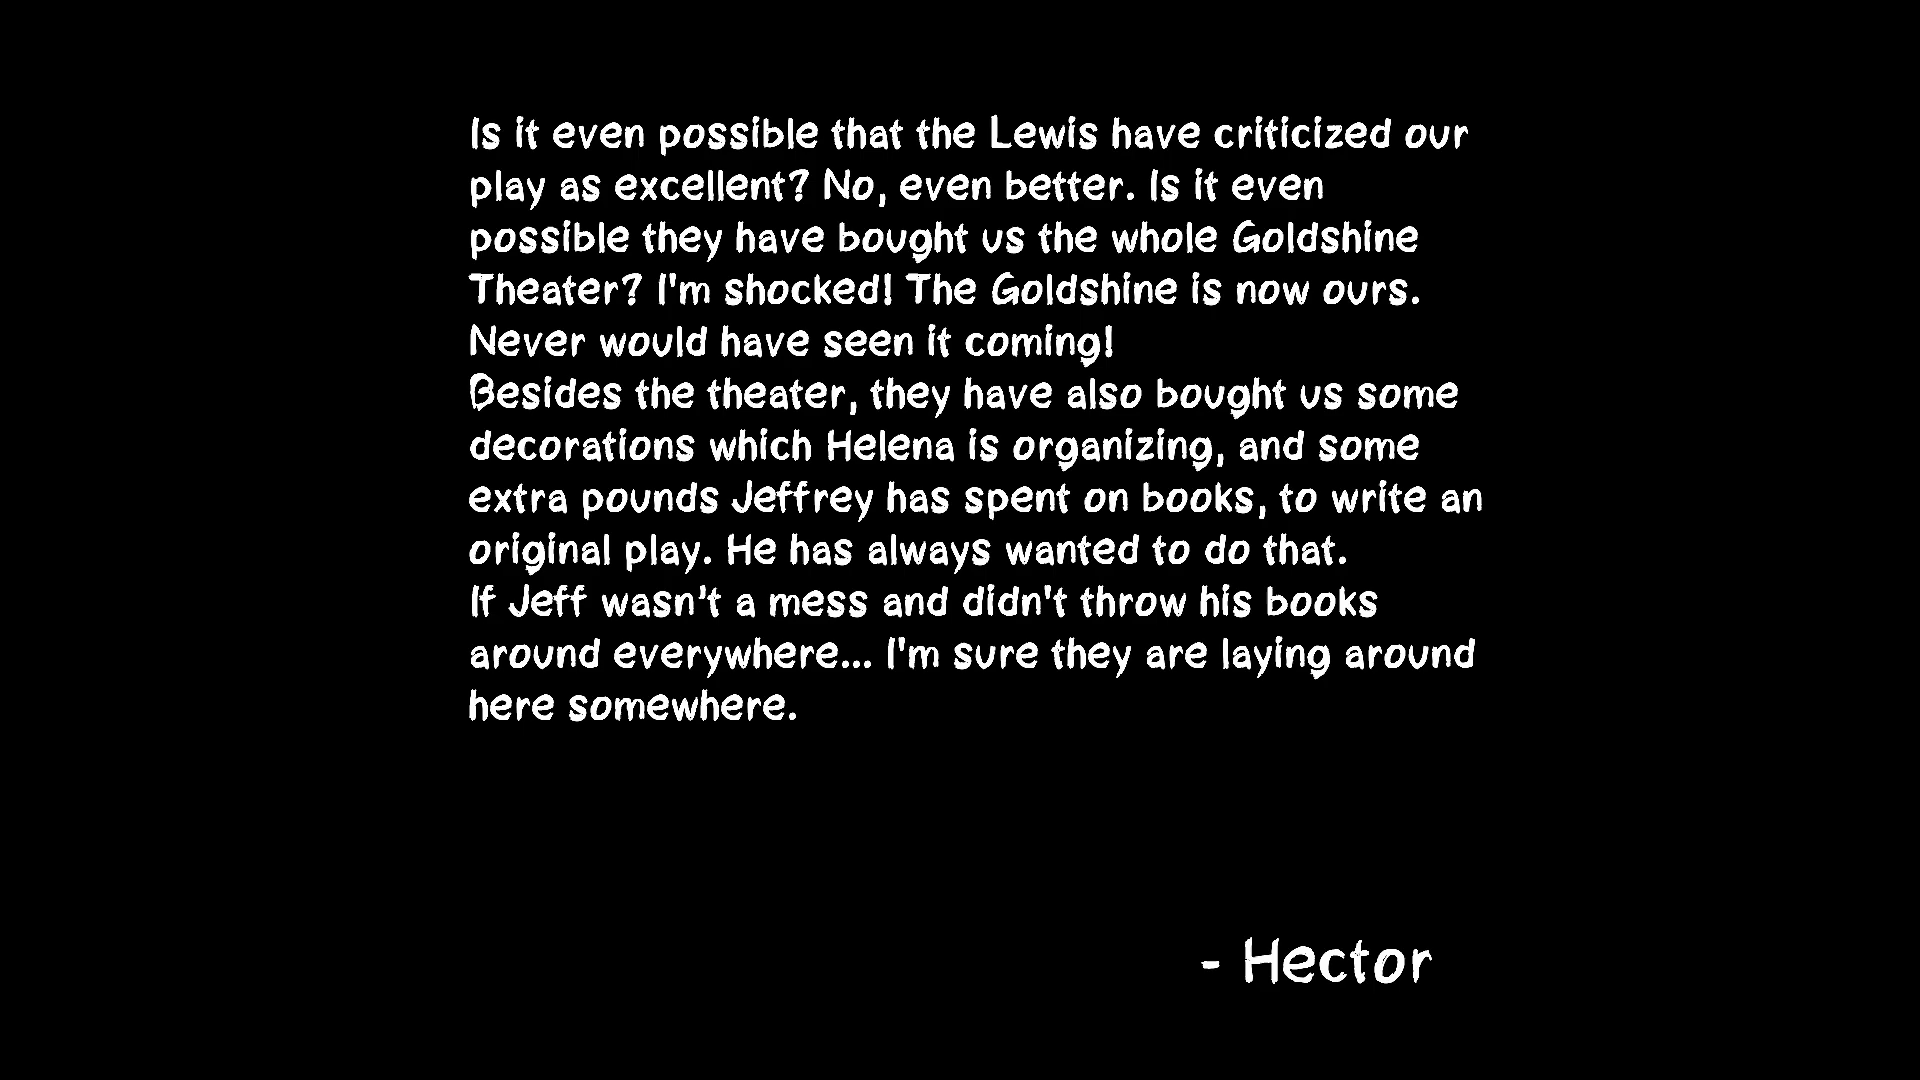 Is it even possible that the Lewis have criticized our
play as excellent? No, even better. Is it even
possible they have bought us the whole Goldshine
Theater? I'm shocked! The Goldshine is now ours.
Never would have seen it coming!
Besides the theater, they have also bought us some
decorations which Helena is organizing, and some
extra pounds Jeffrey has spent on books, to write an
original play. He has always wanted to do that.
If Jeff wasn't a mess and didn't throw his books
around everywhere... I'm sure they are laying around
here somewhere.
- Hector